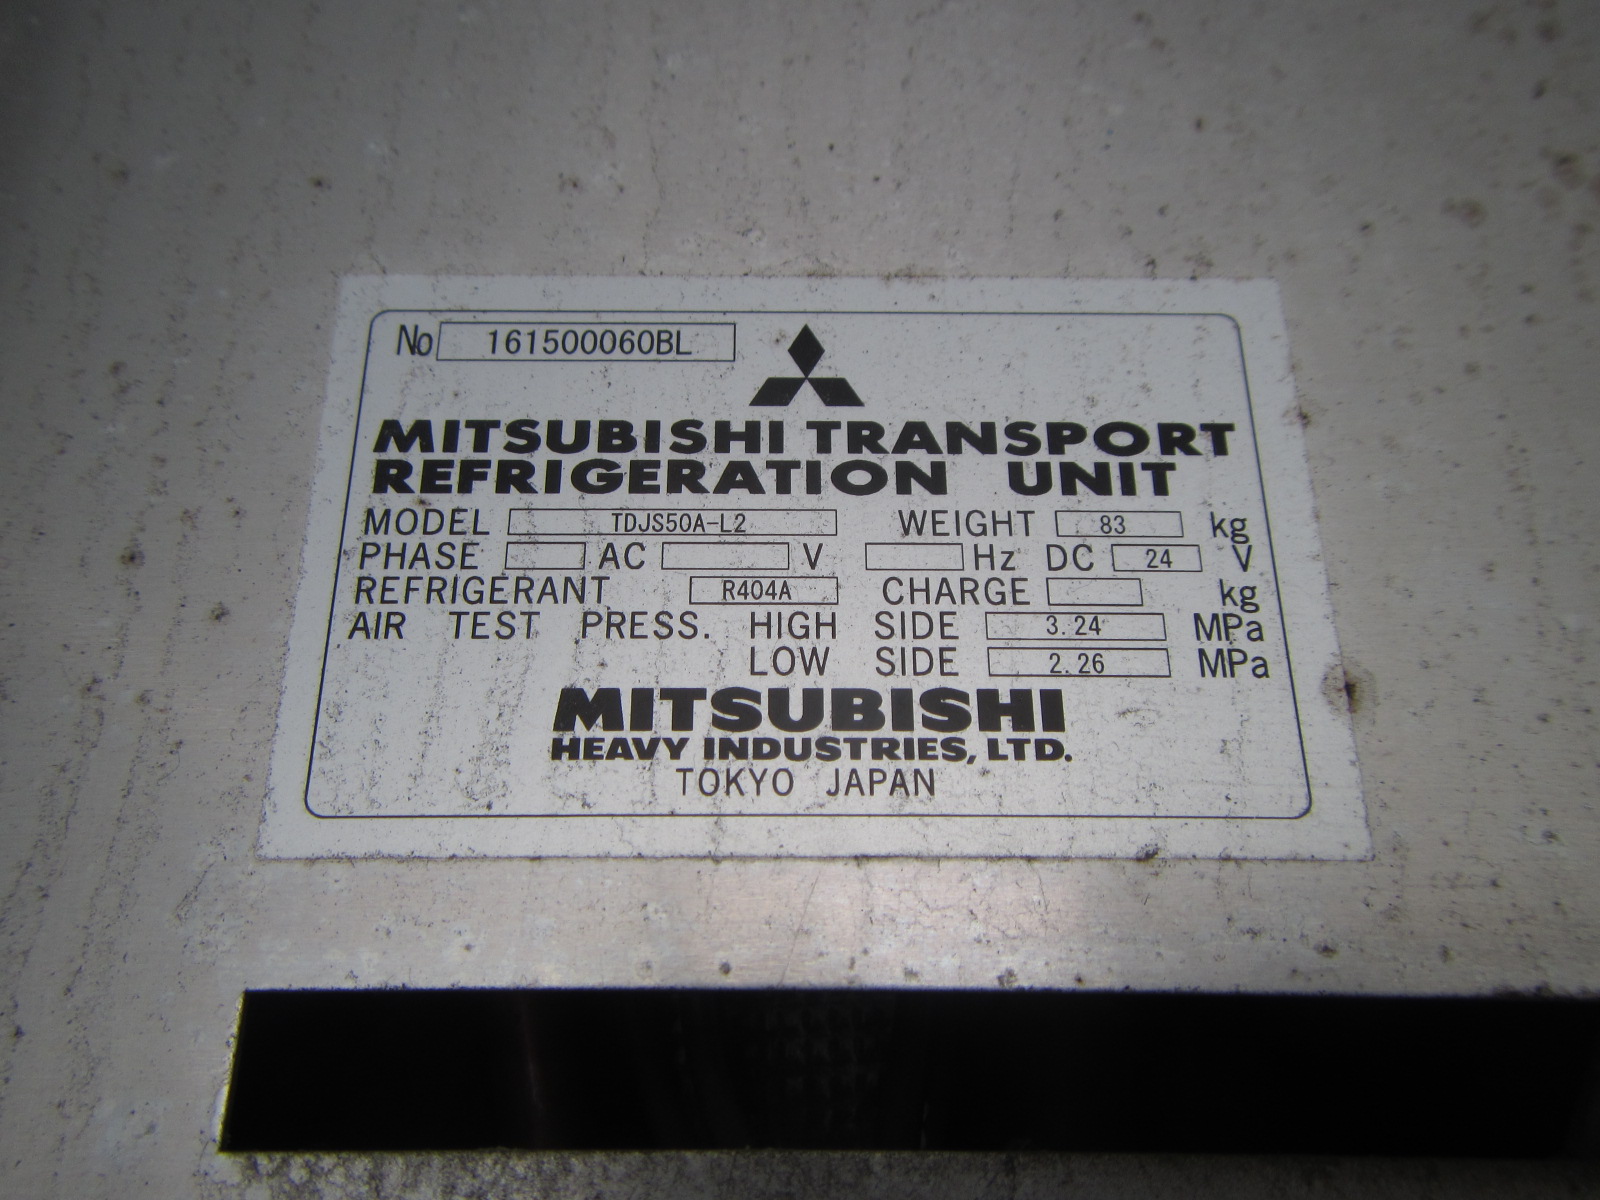 No 161500060BL
MITSUBISHI TRANSPORT
REFRIGERATION UNIT
MODEL TDJS50A-L2 WEIGHT 83 kg
PHASE AC V Hz DC 24 V
REFRIGERANT R404A CHARGE kg
AIR TEST PRESS. HIGH SIDE 3.24 MPa
LOW SIDE 2.26 MPa
MITSUBISHI
HEAVY INDUSTRIES, LTD.
TOKYO JAPAN